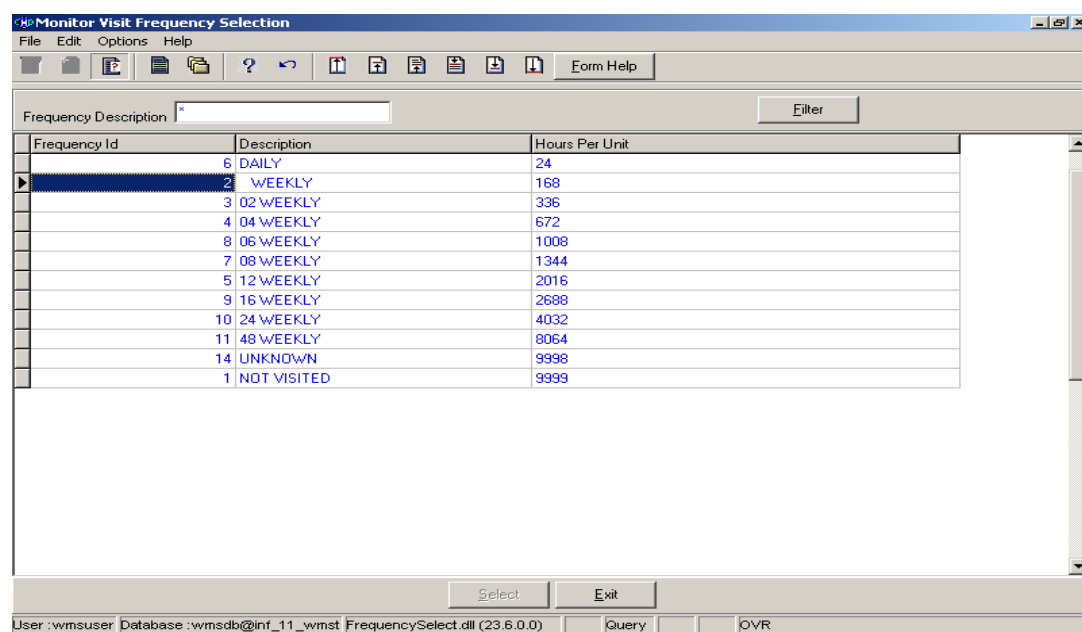 Monitor Visit Frequency Selection
File Edit Options Help
Form Help
Frequency Description * Filter
Frequency Id Description Hours Per Unit
6 DAILY 24
2 WEEKLY 168
3 02 WEEKLY 336
4 04 WEEKLY 672
8 06 WEEKLY 1008
7 08 WEEKLY 1344
5 12 WEEKLY 2016
9 16 WEEKLY 2688
10 24 WEEKLY 4032
11 48 WEEKLY 8064
14 UNKNOWN 9998
1 NOT VISITED 9999
Select Exit
User :wmsuser Database :wmsdb@inf_11_wmst FrequencySelect.dll (23.6.0.0) Query OVR